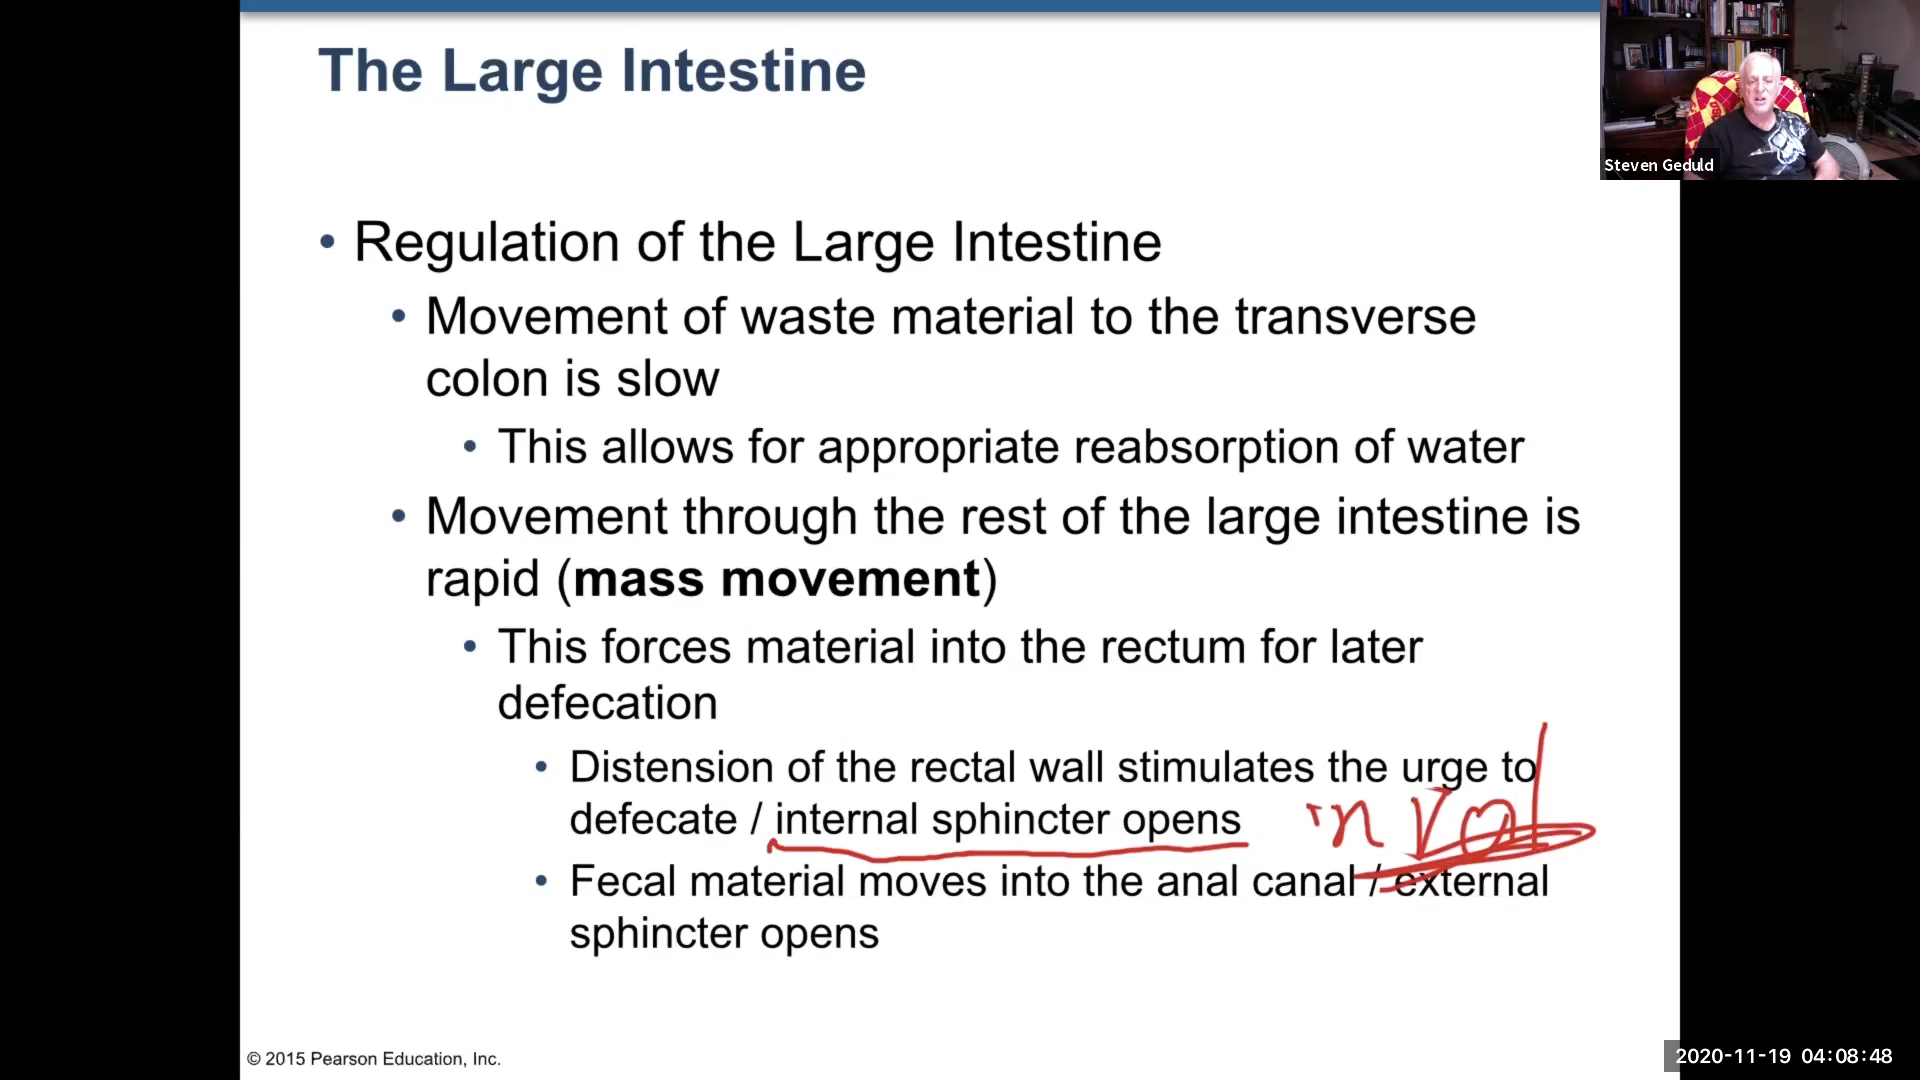 The Large Intestine
Steven Geduld
• Regulation of the Large Intestine
• Movement of waste material to the transverse
colon is slow
• This allows for appropriate reabsorption of water
• Movement through the rest of the large intestine is
rapid (mass movement)
• This forces material into the rectum for later
defecation
• Distension of the rectal wall stimulates the urge to
defecate / internal sphincter opens
invol
• Fecal material moves into the anal canal / external
sphincter opens
© 2015 Pearson Education, Inc.
2020-11-19 04:08:48